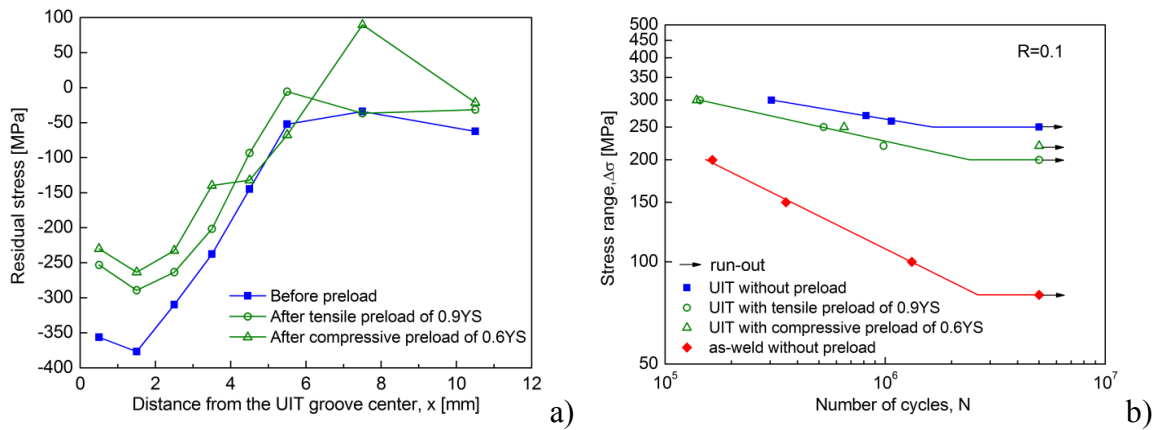 100
50
0
-50
-100
-150
-200
-250
-300
-350
-400
Residual stress [MPa]
Before preload
After tensile preload of 0.9YS
After compressive preload of 0.6YS
0 2 4 6 8 10 12
Distance from the UIT groove center, x [mm]
a)
500
450
400
350
300
250
200
150
100
50
Stress range,Δσ [MPa]
R=0.1
run-out
UIT without preload
UIT with tensile preload of 0.9YS
UIT with compressive preload of 0.6YS
as-weld without preload
10⁵ 10⁶ 10⁷
Number of cycles, N
b)